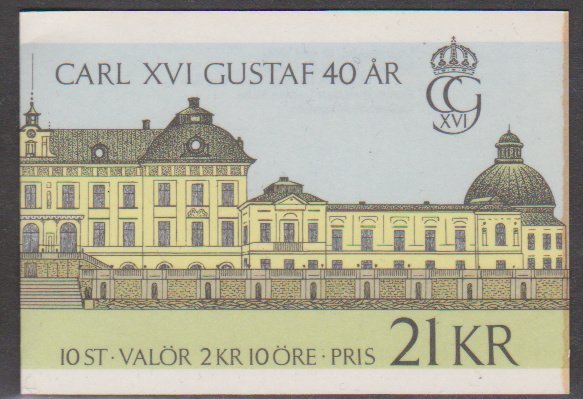 CARL XVI GUSTAF 40 ÅR
CG
XVI
10 ST · VALÖR 2 KR 10 ÖRE · PRIS 21 KR